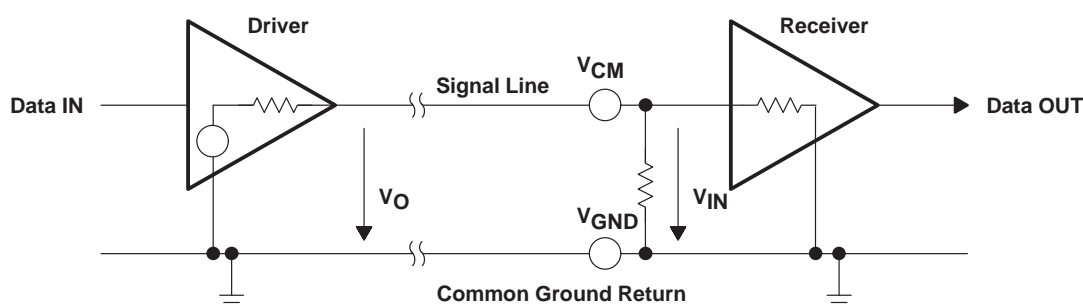 Driver
Receiver
Signal Line
VCM
Data IN
Data OUT
VO
VGND
VIN
Common Ground Return